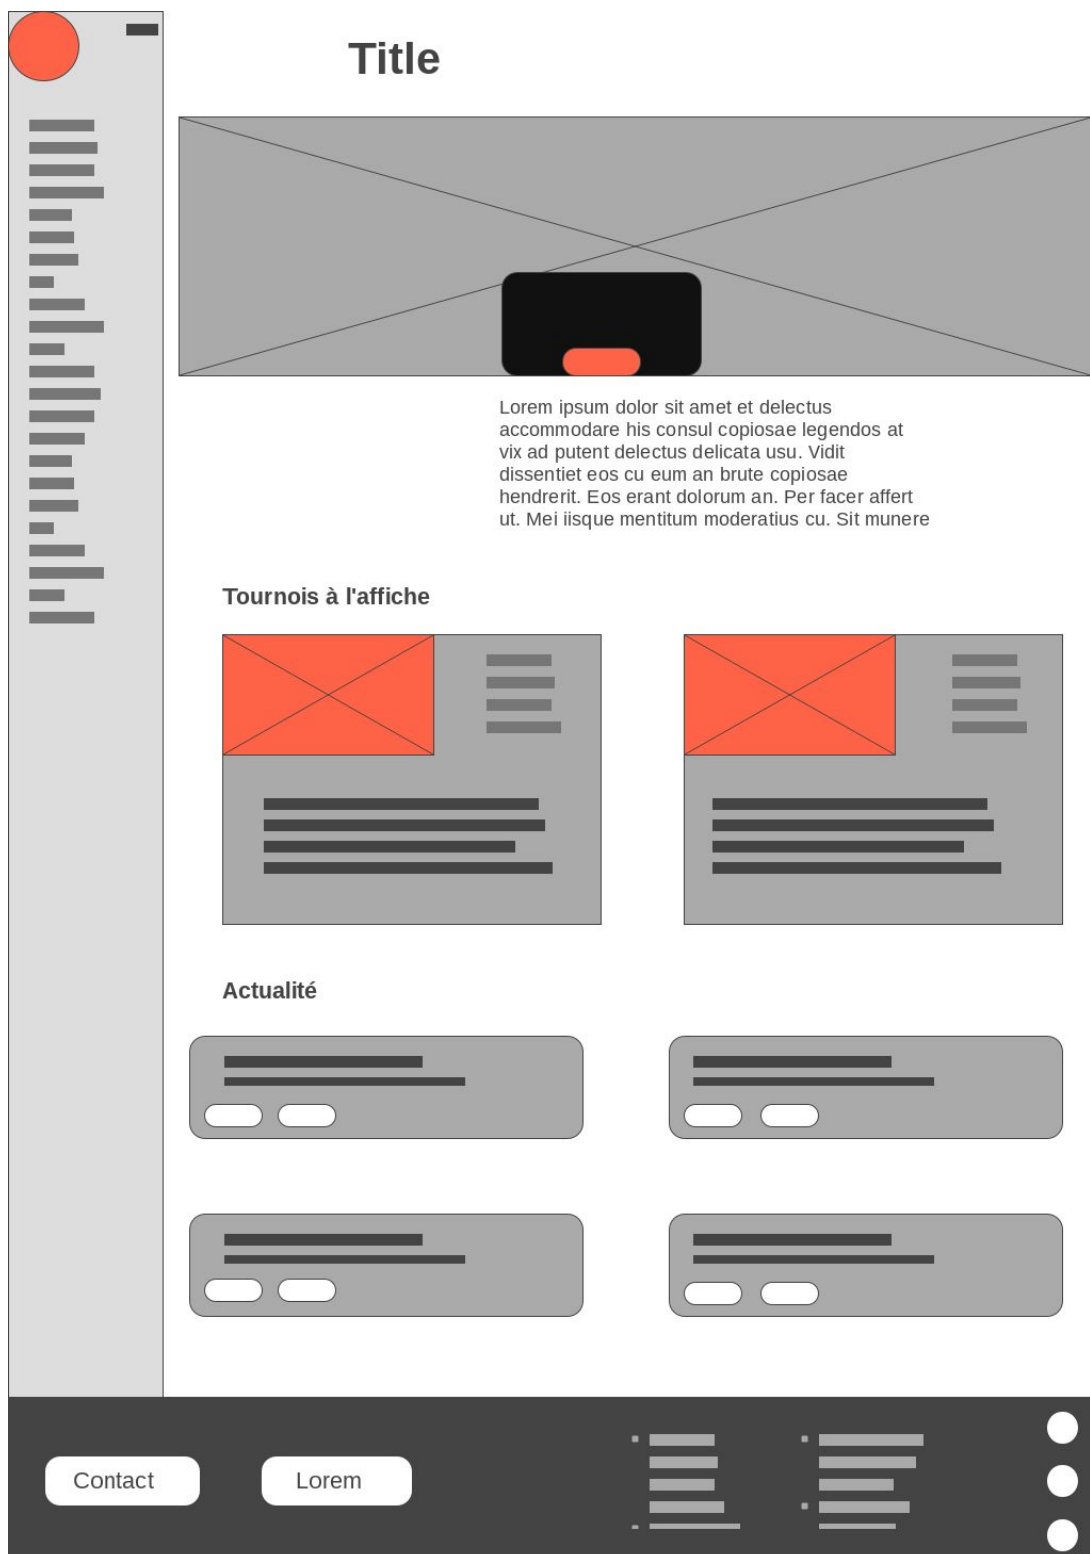 Title
Lorem ipsum dolor sit amet et delectus
accommodare his consul copiosae legendos at
vix ad putent delectus delicata usu. Vidit
dissentiet eos cu eum an brute copiosae
hendrerit. Eos erant dolorum an. Per facer affert
ut. Mei iisque mentitum moderatius cu. Sit munere
Tournois à l'affiche
Actualité
Contact
Lorem